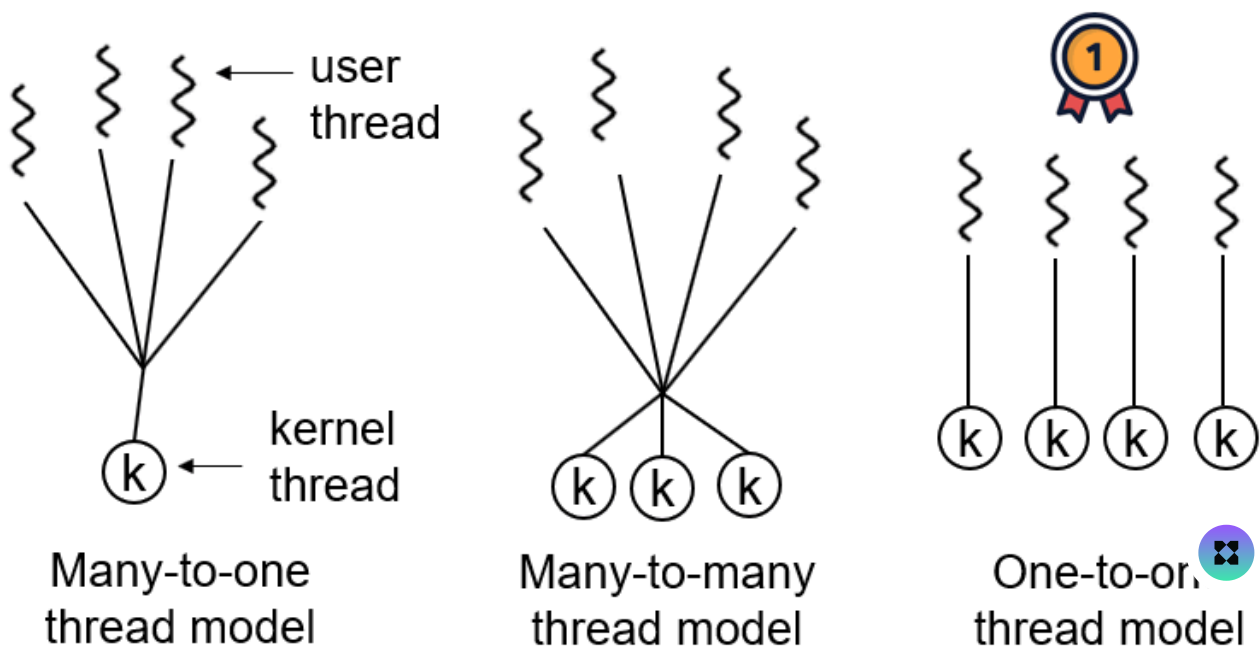 1
user
thread
kernel
thread
k
k
k
k
k
k
k
k
Many-to-one
thread model
Many-to-many
thread model
thread model